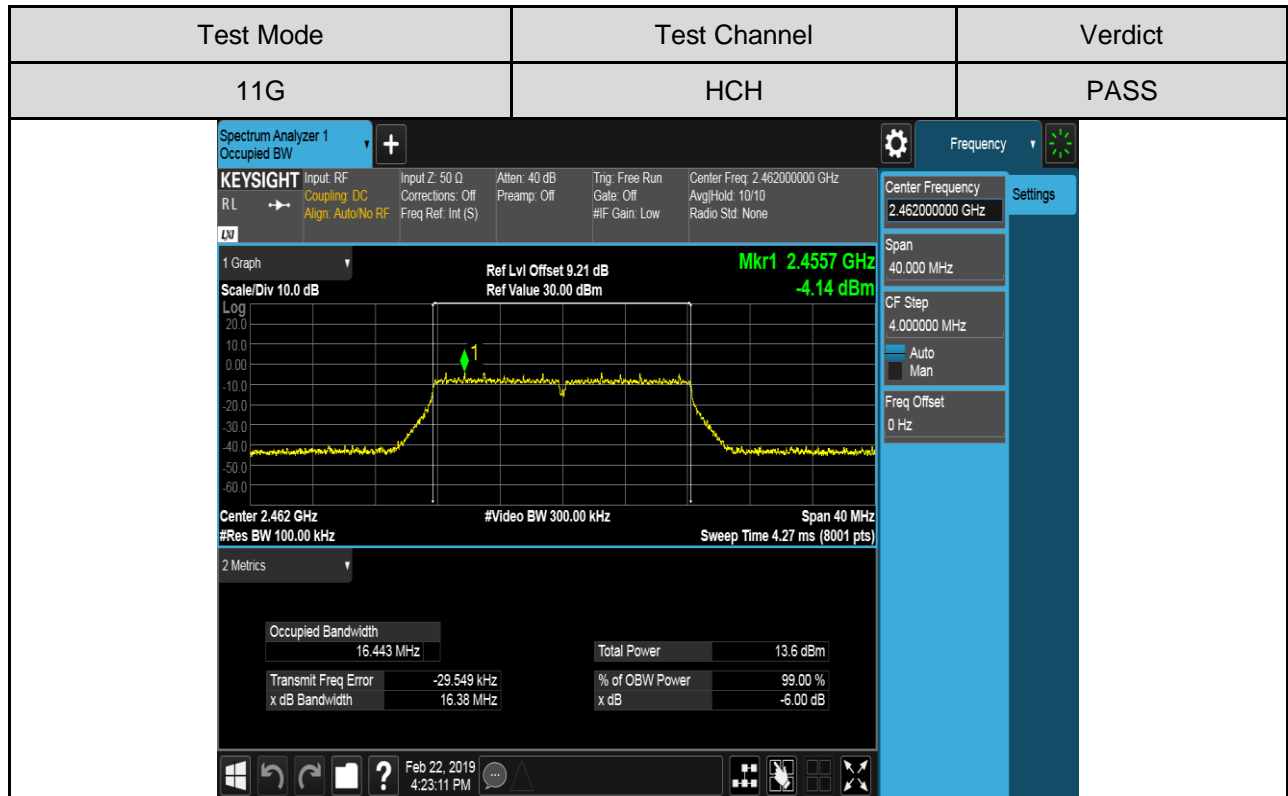 Test Mode
Test Channel
Verdict
11G
HCH
PASS
Spectrum Analyzer 1
Occupied BW
+
Frequency
KEYSIGHT
RL
LXI
Input: RF
Coupling: DC
Align: Auto/No RF
Input Z: 50 Ω
Corrections: Off
Freq Ref: Int (S)
Atten: 40 dB
Preamp: Off
Trig: Free Run
Gate: Off
#IF Gain: Low
Center Freq: 2.462000000 GHz
Avg|Hold: 10/10
Radio Std: None
Center Frequency
2.462000000 GHz
Settings
Span
40.000 MHz
CF Step
4.000000 MHz
Auto
Man
Freq Offset
0 Hz
1 Graph
Scale/Div 10.0 dB
Ref Lvl Offset 9.21 dB
Ref Value 30.00 dBm
Mkr1 2.4557 GHz
-4.14 dBm
Log
20.0
10.0
0.00
-10.0
-20.0
-30.0
-40.0
-50.0
-60.0
1
Center 2.462 GHz
#Video BW 300.00 kHz
Span 40 MHz
#Res BW 100.00 kHz
Sweep Time 4.27 ms (8001 pts)
2 Metrics
Occupied Bandwidth
16.443 MHz
Total Power 13.6 dBm
Transmit Freq Error -29.549 kHz
% of OBW Power 99.00 %
x dB Bandwidth 16.38 MHz
x dB -6.00 dB
?
Feb 22, 2019
4:23:11 PM